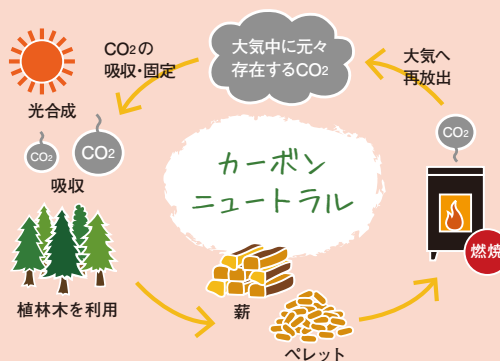 CO2の
吸収・固定
大気中に元々
存在するCO2
大気へ
再放出
光合成
CO2
CO2
吸収
カーボン
ニュートラル
CO2
燃焼
植林木を利用
薪
ペレット